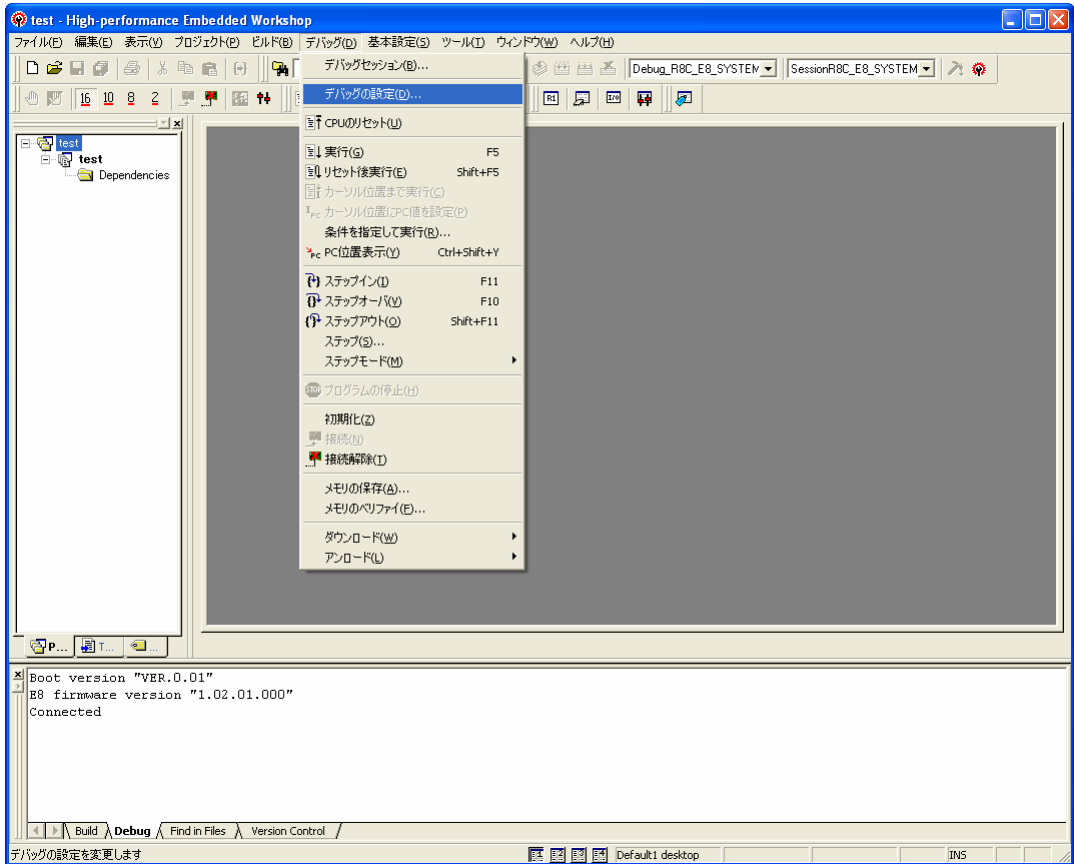 test - High-performance Embedded Workshop
ファイル(F) 編集(E) 表示(V) プロジェクト(P) ビルド(B) デバッグ(D) 基本設定(S) ツール(T) ウィンドウ(W) ヘルプ(H)
Debug_R8C_E8_SYSTEM SessionR8C_E8_SYSTEM
16 10 8 2
R1 I/O
デバッグセッション(B)...
デバッグの設定(D)...
CPUのリセット(U)
実行(G) F5
リセット後実行(E) Shift+F5
カーソル位置まで実行(C)
カーソル位置にPC値を設定(P)
条件を指定して実行(R)...
PC位置表示(Y) Ctrl+Shift+Y
ステップイン(I) F11
ステップオーバ(V) F10
ステップアウト(O) Shift+F11
ステップ(S)...
ステップモード(M)
STOP プログラムの停止(H)
初期化(Z)
接続(N)
接続解除(T)
メモリの保存(A)...
メモリのベリファイ(F)...
ダウンロード(W)
アンロード(L)
test
test
Dependencies
P... T... ...
Boot version "VER.0.01"
E8 firmware version "1.02.01.000"
Connected
Build Debug Find in Files Version Control
デバッグの設定を変更します Default1 desktop INS